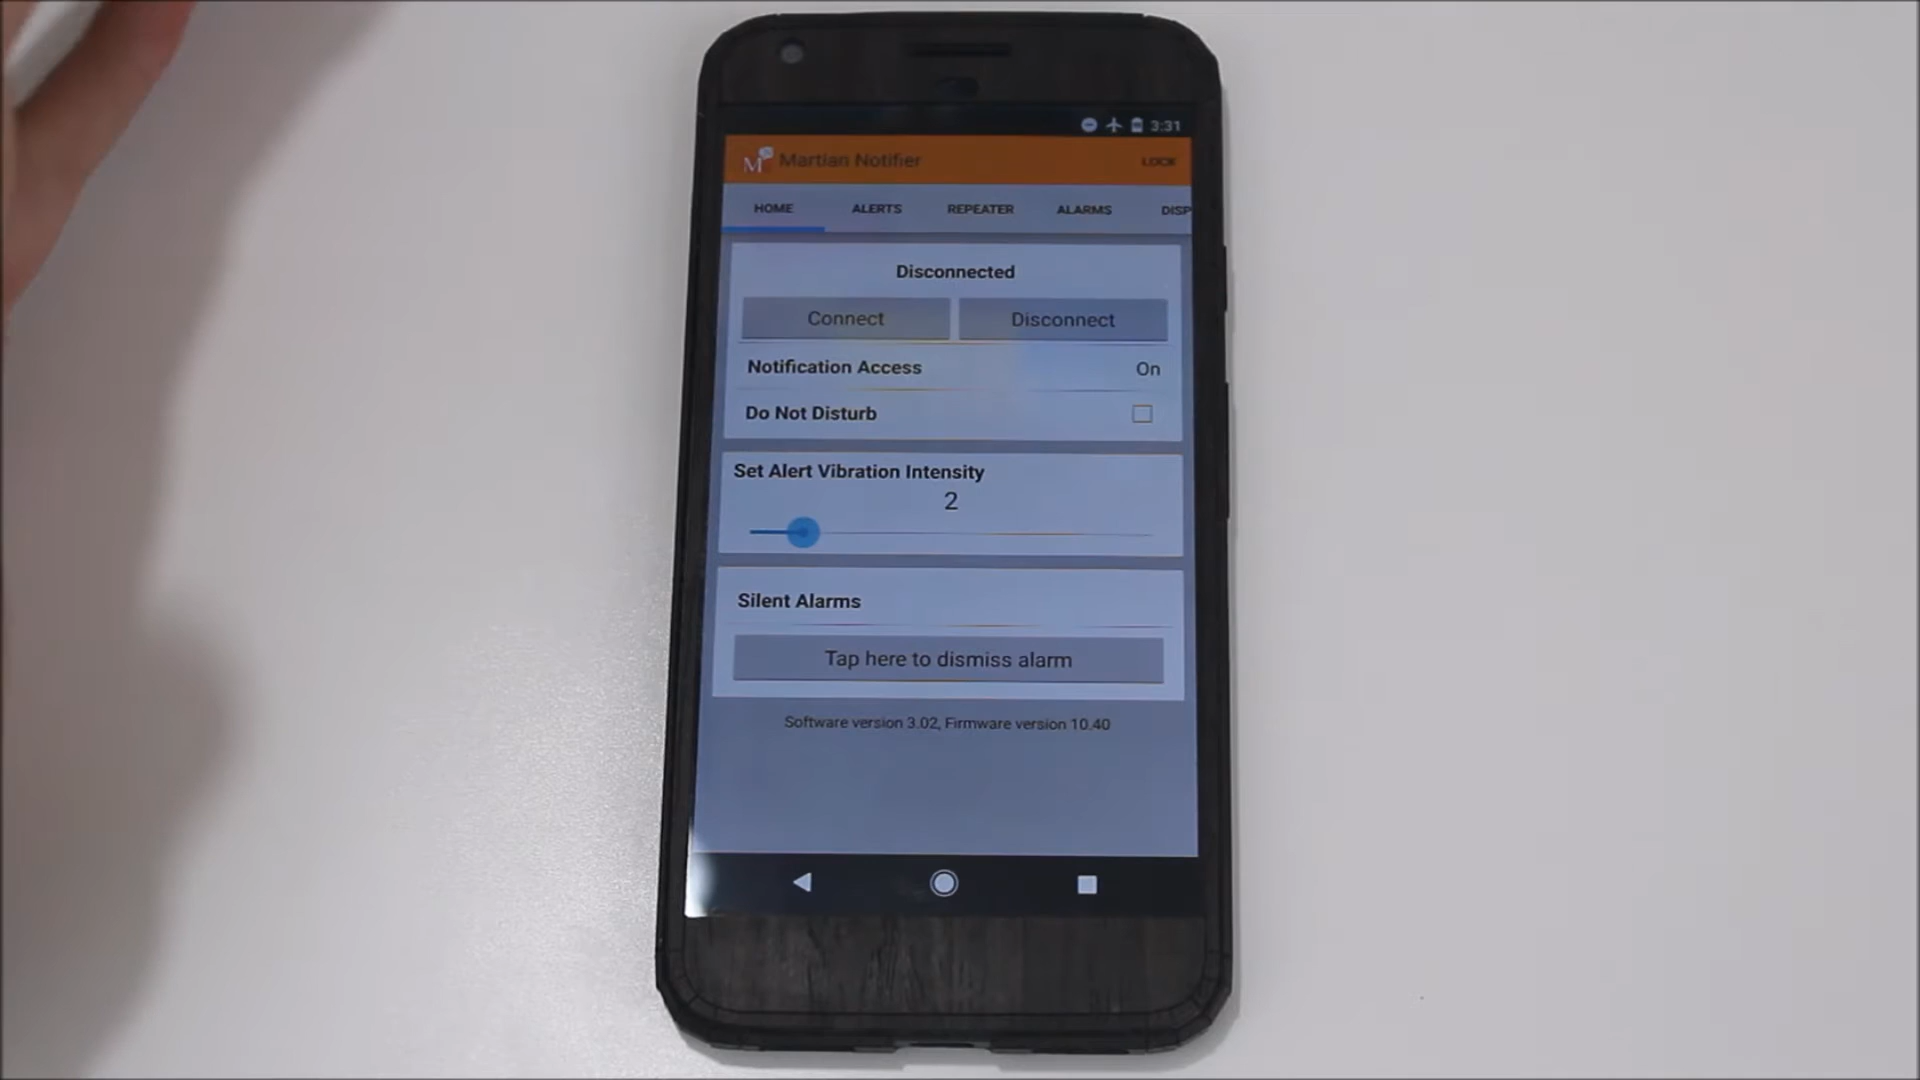 3:31
M Martian Notifier LOCK
HOME ALERTS REPEATER ALARMS DISP
Disconnected
Connect Disconnect
Notification Access On
Do Not Disturb
Set Alert Vibration Intensity
2
Silent Alarms
Tap here to dismiss alarm
Software version 3.02, Firmware version 10.40